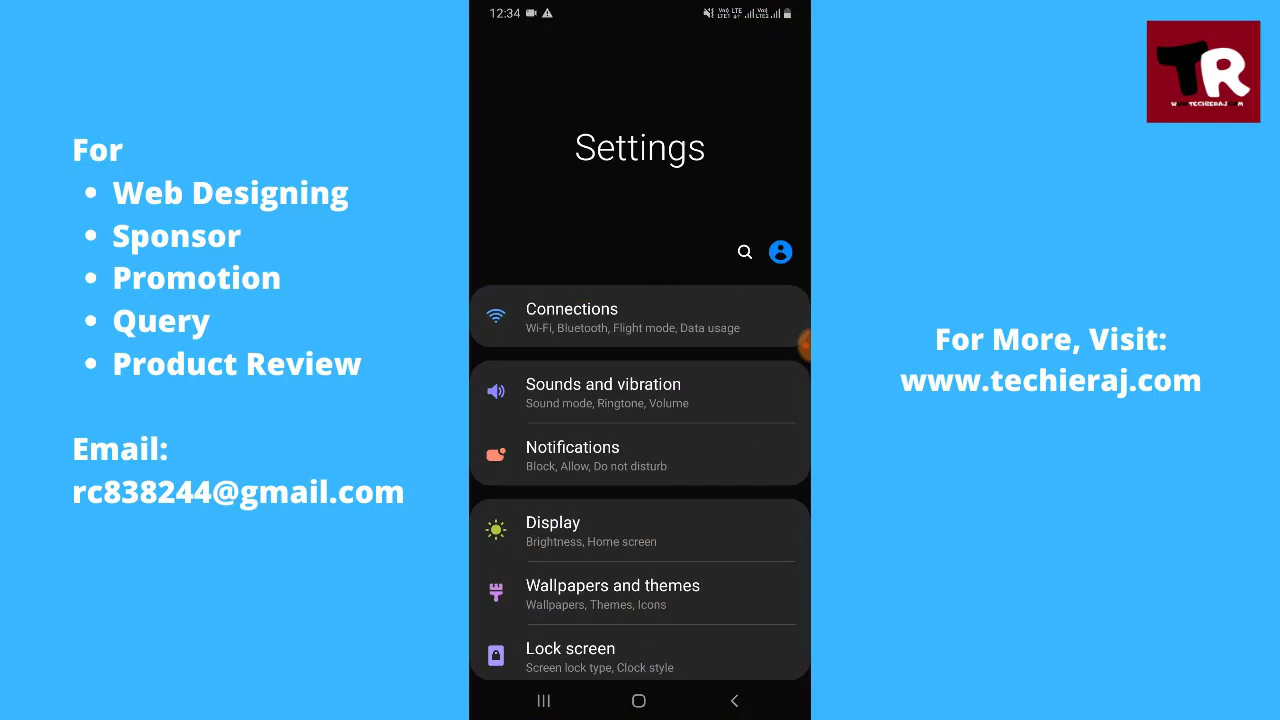 For
• Web Designing
• Sponsor
• Promotion
• Query
• Product Review
Email:
rc838244@gmail.com
12:34
Settings
Connections
Wi-Fi, Bluetooth, Flight mode, Data usage
Sounds and vibration
Sound mode, Ringtone, Volume
Notifications
Block, Allow, Do not disturb
Display
Brightness, Home screen
Wallpapers and themes
Wallpapers, Themes, Icons
Lock screen
Screen lock type, Clock style
TR
WWW.TECHIERAJ.COM
For More, Visit:
www.techieraj.com